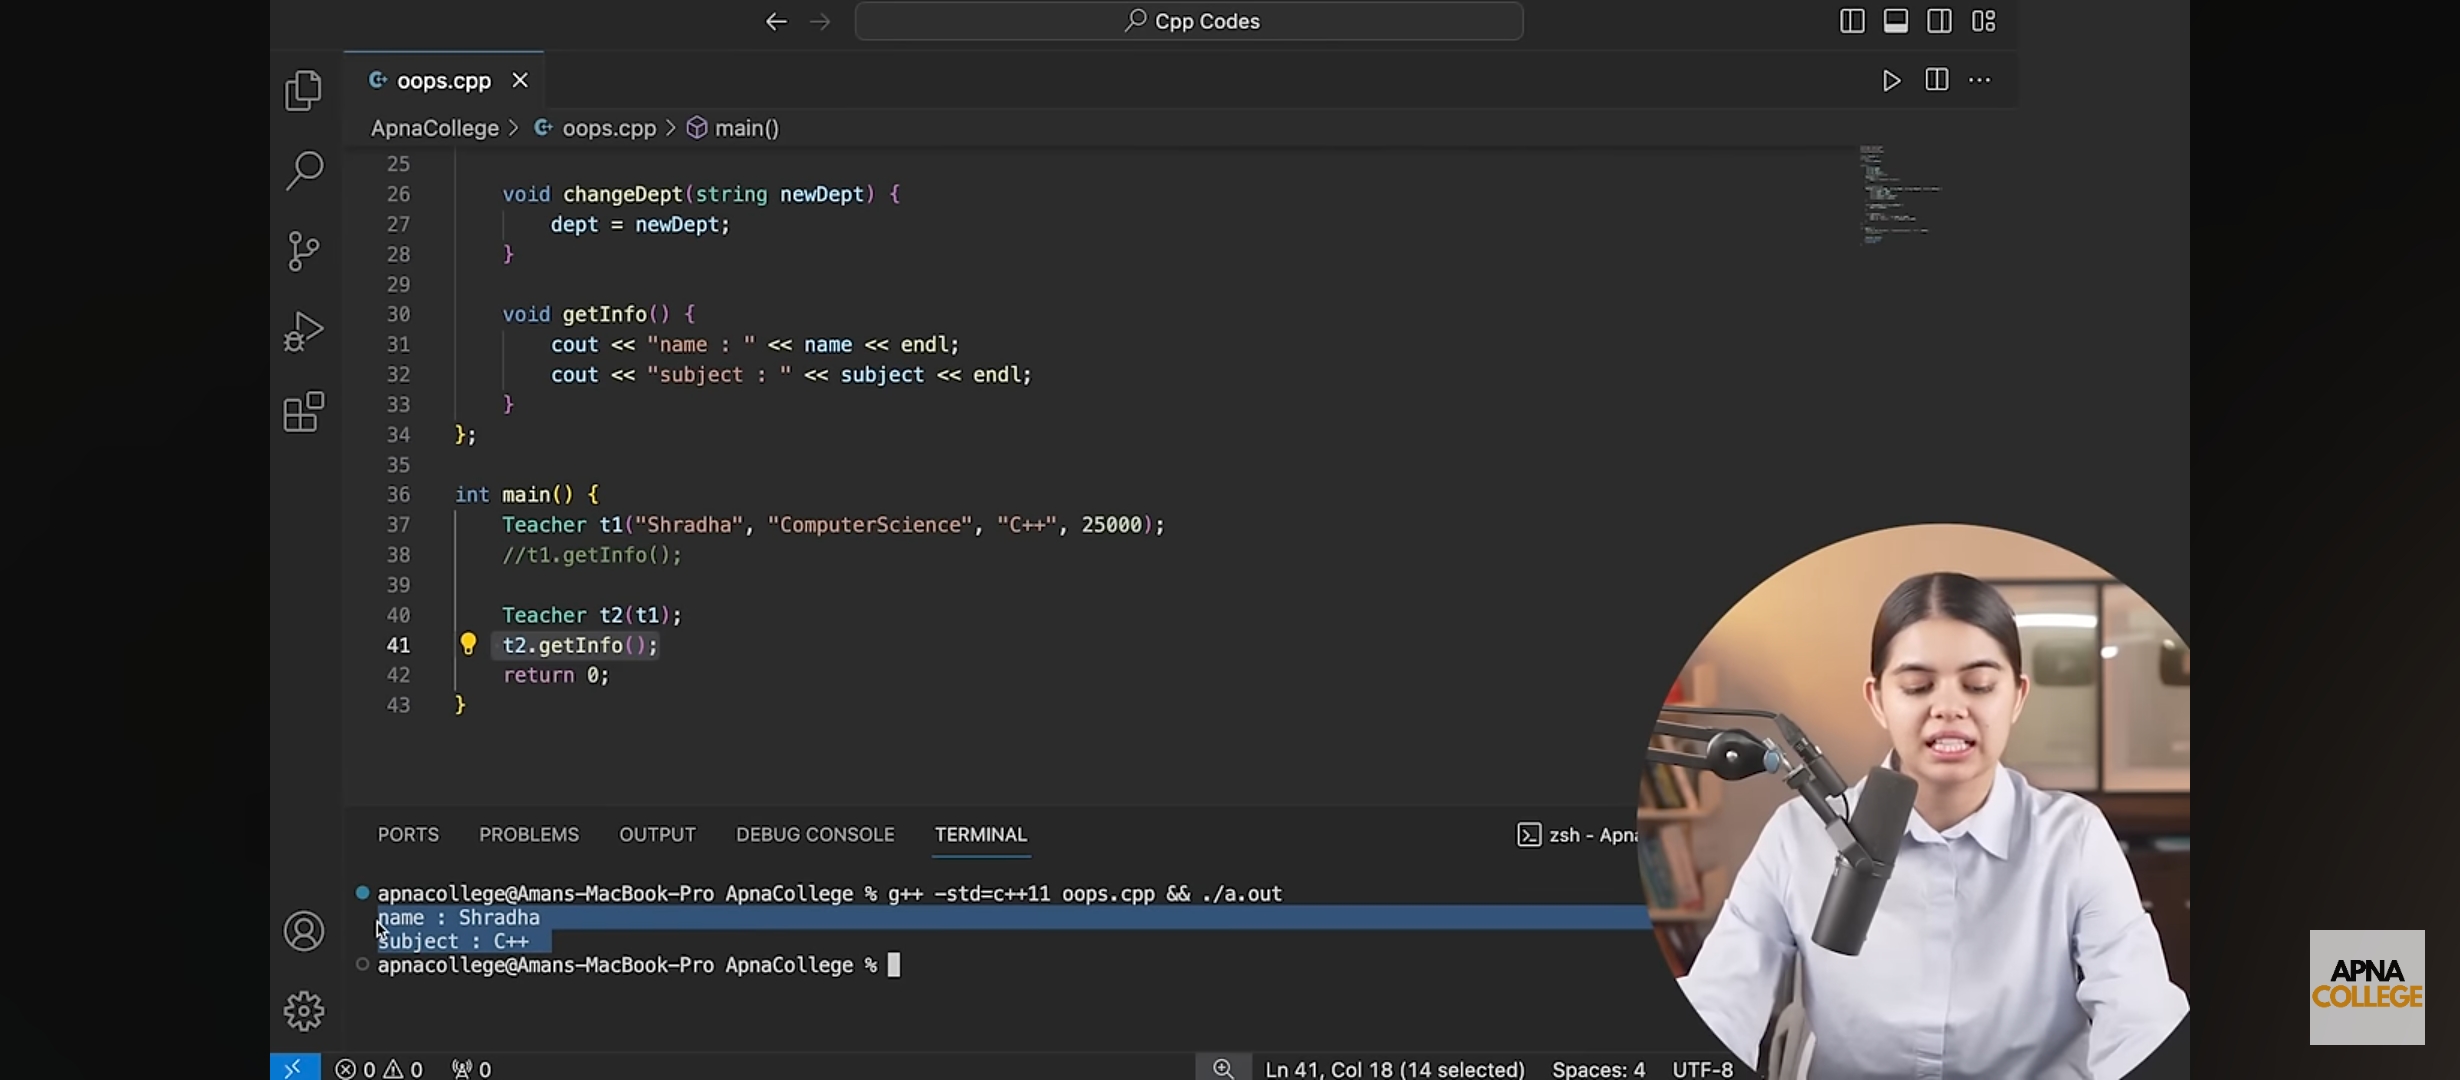 Cpp Codes
oops.cpp
ApnaCollege > oops.cpp > main()
25
26 void changeDept(string newDept) {
27 dept = newDept;
28 }
29
30 void getInfo() {
31 cout << "name : " << name << endl;
32 cout << "subject : " << subject << endl;
33 }
34 };
35
36 int main() {
37 Teacher t1("Shradha", "ComputerScience", "C++", 25000);
38 //t1.getInfo();
39
40 Teacher t2(t1);
41 t2.getInfo();
42 return 0;
43 }
PORTS PROBLEMS OUTPUT DEBUG CONSOLE TERMINAL zsh - Apna
apnacollege@Amans-MacBook-Pro ApnaCollege % g++ -std=c++11 oops.cpp && ./a.out
name : Shradha
subject : C++
apnacollege@Amans-MacBook-Pro ApnaCollege %
0 0 0 Ln 41, Col 18 (14 selected) Spaces: 4 UTF-8
APNA
COLLEGE